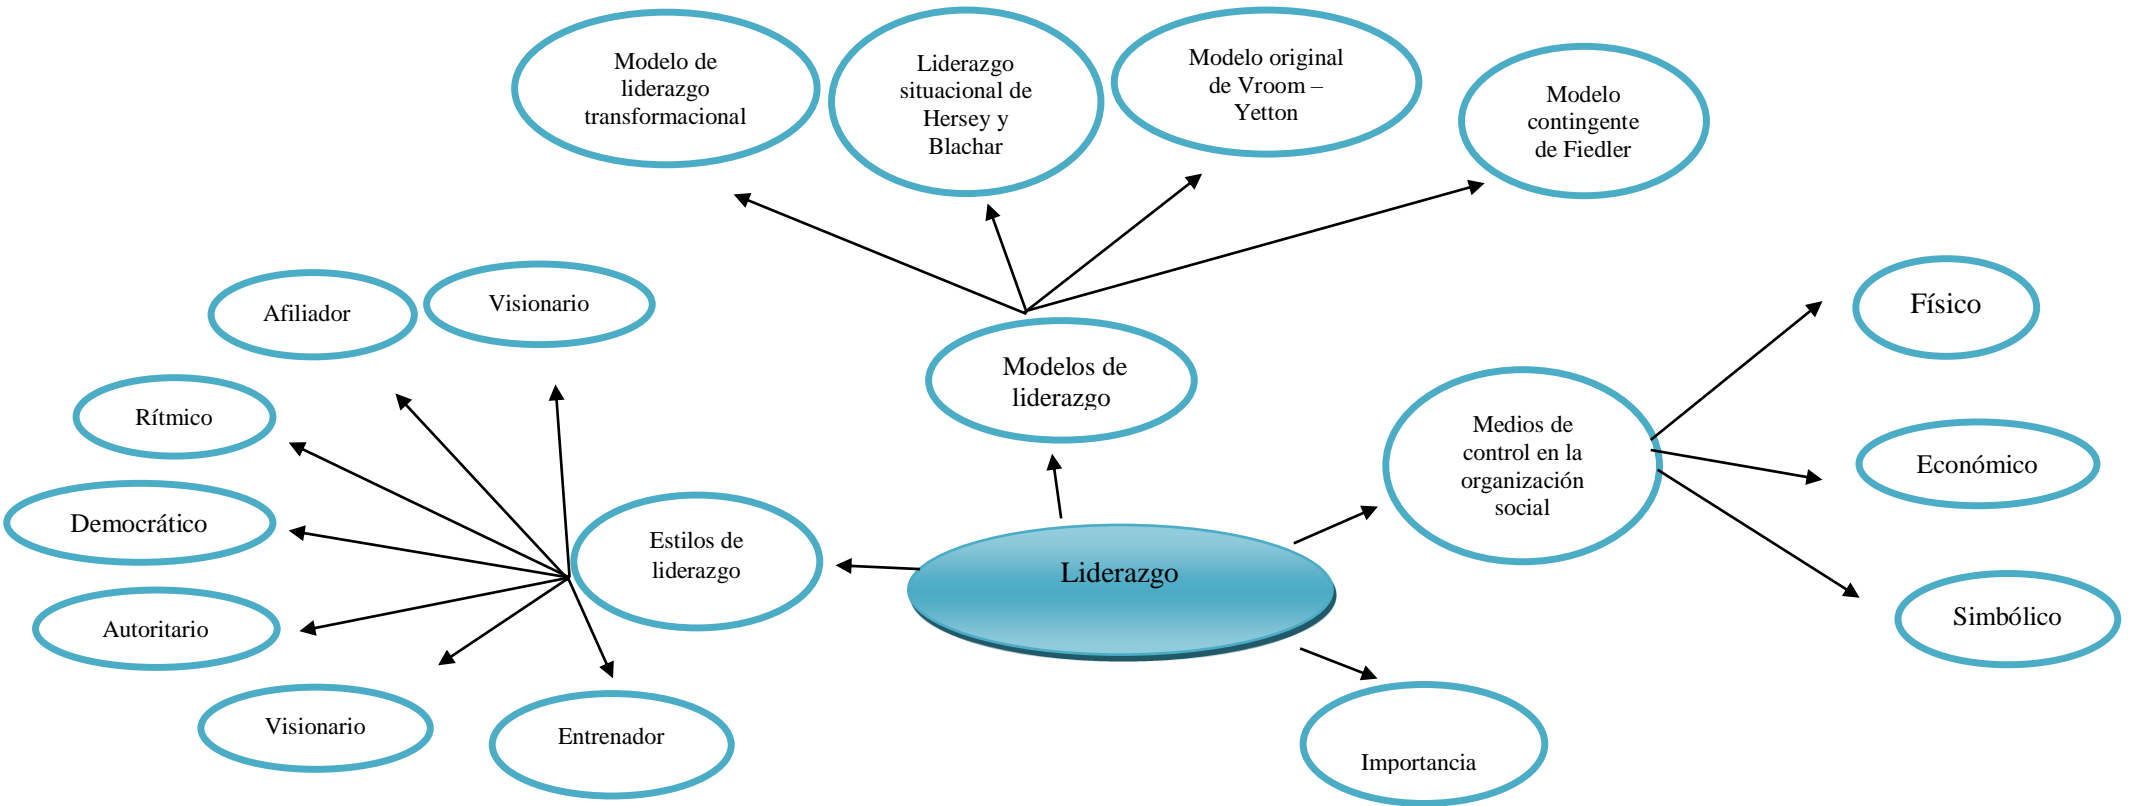 Modelo de
liderazgo
transformacional
Liderazgo
situacional de
Hersey y
Blachar
Modelo original
de Vroom –
Yetton
Modelo
contingente
de Fiedler
Afiliador
Visionario
Físico
Modelos de
liderazgo
Rítmico
Medios de
control en la
organización
social
Económico
Democrático
Estilos de
liderazgo
Liderazgo
Autoritario
Simbólico
Visionario
Entrenador
Importancia